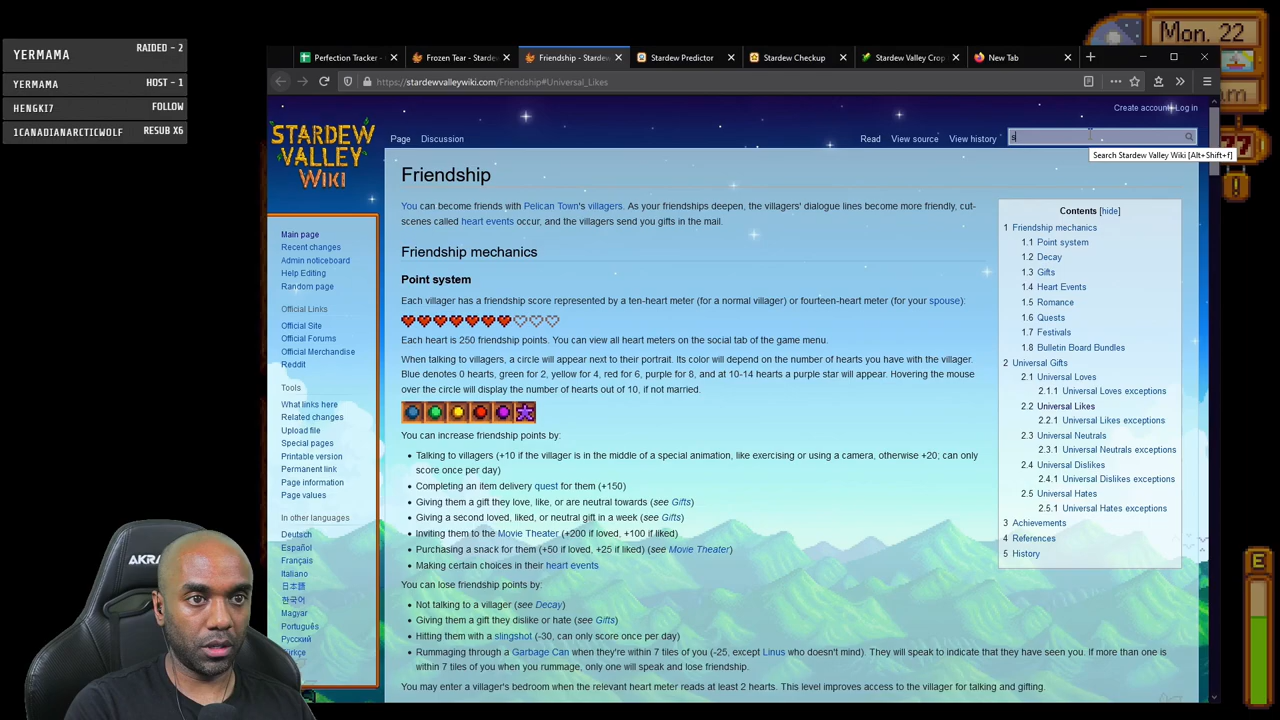 YERMAMA
RAIDED - 2
YERMAMA
HOST - 1
HENGKI7
FOLLOW
1CANADIANARCTICWOLF
RESUB X6
Mon. 22
am
Perfection Tracker -
Frozen Tear - Stardew
Friendship - Stardew
Stardew Predictor
Stardew Checkup
Stardew Valley Crop
New Tab
https://stardewvalleywiki.com/Friendship#Universal_Likes
Create account Log in
STARDEW
VALLEY
WIKI
Page
Discussion
Read
View source
View history
s
Search Stardew Valley Wiki [Alt+Shift+f]
Main page
Recent changes
Admin noticeboard
Help Editing
Random page
Official Links
Official Site
Official Forums
Official Merchandise
Reddit
Tools
What links here
Related changes
Upload file
Special pages
Printable version
Permanent link
Page information
Page values
In other languages
Deutsch
Español
Français
Italiano
日本語
한국어
Magyar
Português
Русский
Türkçe
Friendship
You can become friends with Pelican Town's villagers. As your friendships deepen, the villagers' dialogue lines become more friendly, cut-
scenes called heart events occur, and the villagers send you gifts in the mail.
Friendship mechanics
Point system
Each villager has a friendship score represented by a ten-heart meter (for a normal villager) or fourteen-heart meter (for your spouse):
Each heart is 250 friendship points. You can view all heart meters on the social tab of the game menu.
When talking to villagers, a circle will appear next to their portrait. Its color will depend on the number of hearts you have with the villager.
Blue denotes 0 hearts, green for 2, yellow for 4, red for 6, purple for 8, and at 10-14 hearts a purple star will appear. Hovering the mouse
over the circle will display the number of hearts out of 10, if not married.
You can increase friendship points by:
• Talking to villagers (+10 if the villager is in the middle of a special animation, like exercising or using a camera, otherwise +20; can only
score once per day)
• Completing an item delivery quest for them (+150)
• Giving them a gift they love, like, or are neutral towards (see Gifts)
• Giving a second loved, liked, or neutral gift in a week (see Gifts)
• Inviting them to the Movie Theater (+200 if loved, +100 if liked)
• Purchasing a snack for them (+50 if loved, +25 if liked) (see Movie Theater)
• Making certain choices in their heart events
You can lose friendship points by:
• Not talking to a villager (see Decay)
• Giving them a gift they dislike or hate (see Gifts)
• Hitting them with a slingshot (-30, can only score once per day)
• Rummaging through a Garbage Can when they're within 7 tiles of you (-25, except Linus who doesn't mind). They will speak to indicate that they have seen you. If more than one is
within 7 tiles of you when you rummage, only one will speak and lose friendship.
You may enter a villager's bedroom when the relevant heart meter reads at least 2 hearts. This level improves access to the villager for talking and gifting.
Contents [hide]
1 Friendship mechanics
1.1 Point system
1.2 Decay
1.3 Gifts
1.4 Heart Events
1.5 Romance
1.6 Quests
1.7 Festivals
1.8 Bulletin Board Bundles
2 Universal Gifts
2.1 Universal Loves
2.1.1 Universal Loves exceptions
2.2 Universal Likes
2.2.1 Universal Likes exceptions
2.3 Universal Neutrals
2.3.1 Universal Neutrals exceptions
2.4 Universal Dislikes
2.4.1 Universal Dislikes exceptions
2.5 Universal Hates
2.5.1 Universal Hates exceptions
3 Achievements
4 References
5 History
E